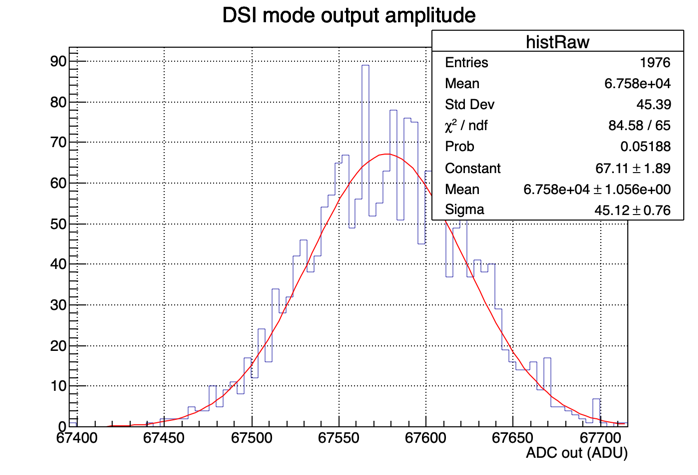 DSI mode output amplitude
histRaw
Entries 1976
Mean 6.758e+04
Std Dev 45.39
χ² / ndf 84.58 / 65
Prob 0.05188
Constant 67.11 ± 1.89
Mean 6.758e+04 ± 1.056e+00
Sigma 45.12 ± 0.76
90
80
70
60
50
40
30
20
10
0
67400 67450 67500 67550 67600 67650 67700
ADC out (ADU)